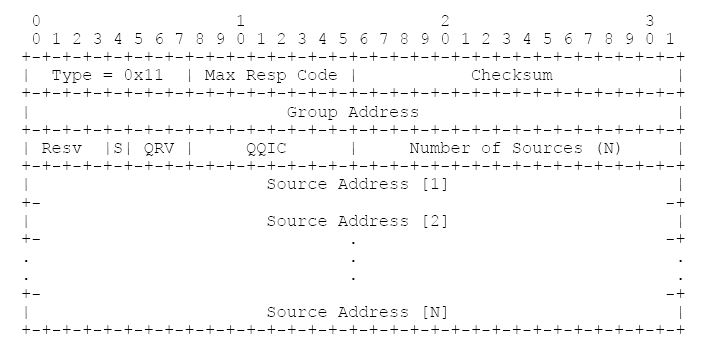 0                   1                   2                   3
 0 1 2 3 4 5 6 7 8 9 0 1 2 3 4 5 6 7 8 9 0 1 2 3 4 5 6 7 8 9 0 1
+-+-+-+-+-+-+-+-+-+-+-+-+-+-+-+-+-+-+-+-+-+-+-+-+-+-+-+-+-+-+-+-+
|  Type = 0x11  | Max Resp Code |           Checksum            |
+-+-+-+-+-+-+-+-+-+-+-+-+-+-+-+-+-+-+-+-+-+-+-+-+-+-+-+-+-+-+-+-+
|                         Group Address                         |
+-+-+-+-+-+-+-+-+-+-+-+-+-+-+-+-+-+-+-+-+-+-+-+-+-+-+-+-+-+-+-+-+
| Resv  |S| QRV |     QQIC      |     Number of Sources (N)     |
+-+-+-+-+-+-+-+-+-+-+-+-+-+-+-+-+-+-+-+-+-+-+-+-+-+-+-+-+-+-+-+-+
|                       Source Address [1]                      |
+-                                                             -+
|                       Source Address [2]                      |
+-                              .                              -+
.                               .                               .
.                               .                               .
+-                                                             -+
|                       Source Address [N]                      |
+-+-+-+-+-+-+-+-+-+-+-+-+-+-+-+-+-+-+-+-+-+-+-+-+-+-+-+-+-+-+-+-+